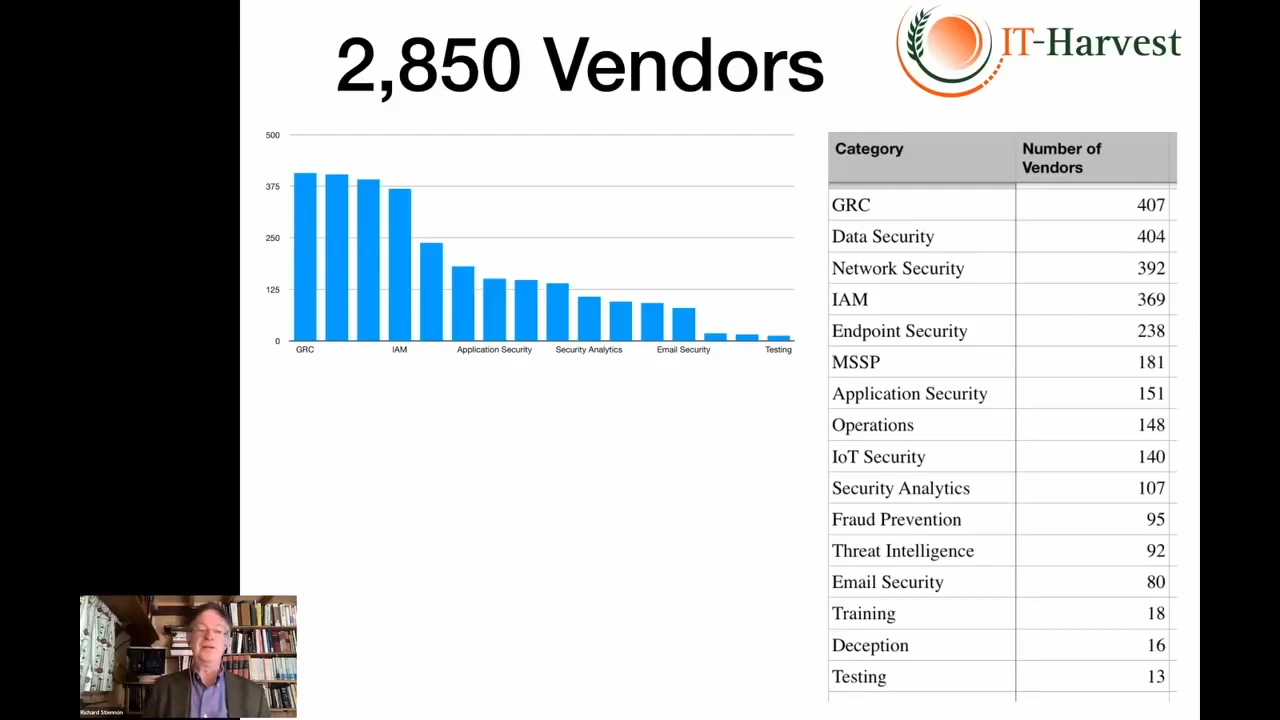 2,850 Vendors
IT-Harvest
500
375
250
125
0
GRC IAM Application Security Security Analytics Email Security Testing
Category Number of
Vendors
GRC 407
Data Security 404
Network Security 392
IAM 369
Endpoint Security 238
MSSP 181
Application Security 151
Operations 148
IoT Security 140
Security Analytics 107
Fraud Prevention 95
Threat Intelligence 92
Email Security 80
Training 18
Deception 16
Testing 13
Richard Stiennon